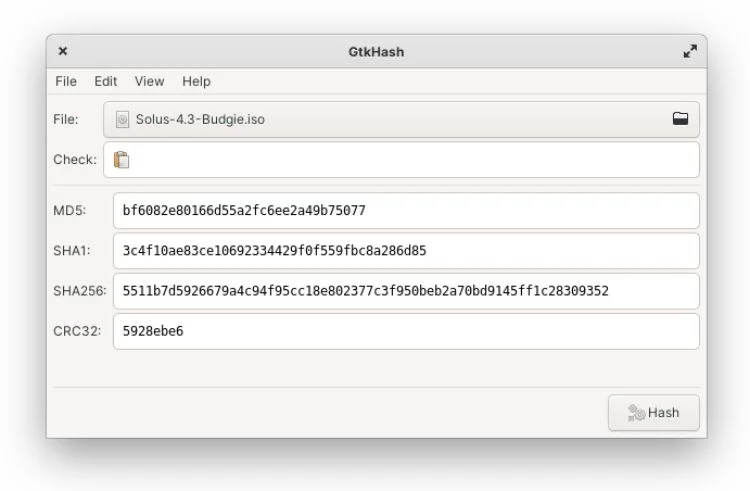 GtkHash
File Edit View Help
File: Solus-4.3-Budgie.iso
Check:
MD5: bf6082e80166d55a2fc6ee2a49b75077
SHA1: 3c4f10ae83ce10692334429f0f559fbc8a286d85
SHA256: 5511b7d5926679a4c94f95cc18e802377c3f950beb2a70bd9145ff1c28309352
CRC32: 5928ebe6
Hash